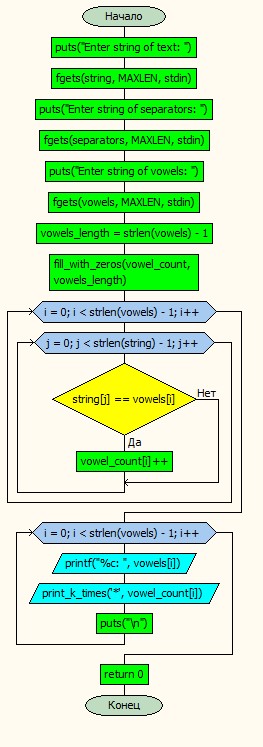 Начало
puts("Enter string of text: ")
fgets(string, MAXLEN, stdin)
puts("Enter string of separators: ")
fgets(separators, MAXLEN, stdin)
puts("Enter string of vowels: ")
fgets(vowels, MAXLEN, stdin)
vowels_length = strlen(vowels) - 1
fill_with_zeros(vowel_count,
vowels_length)
i = 0; i < strlen(vowels) - 1; i++
j = 0; j < strlen(string) - 1; j++
string[j] == vowels[i]
Нет
Да
vowel_count[i]++
i = 0; i < strlen(vowels) - 1; i++
printf("%c: ", vowels[i])
print_k_times('*', vowel_count[i])
puts("\n")
return 0
Конец